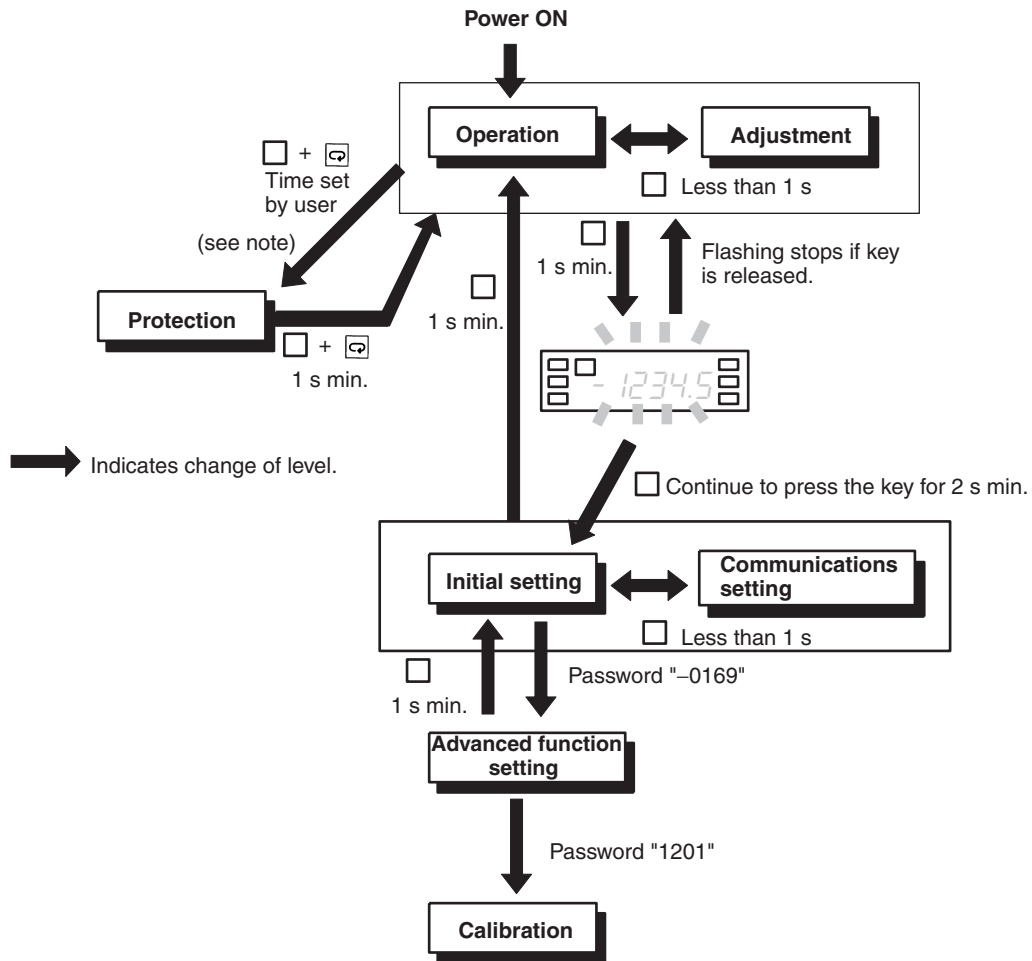 Power ON
Operation
Adjustment
+
Time set
by user
Less than 1 s
(see note)
1 s min.
Flashing stops if key
is released.
1 s min.
Protection
+
1 s min.
- 1234.5
Indicates change of level.
Continue to press the key for 2 s min.
Initial setting
Communications
setting
Less than 1 s
1 s min.
Password "–0169"
Advanced function
setting
Password "1201"
Calibration